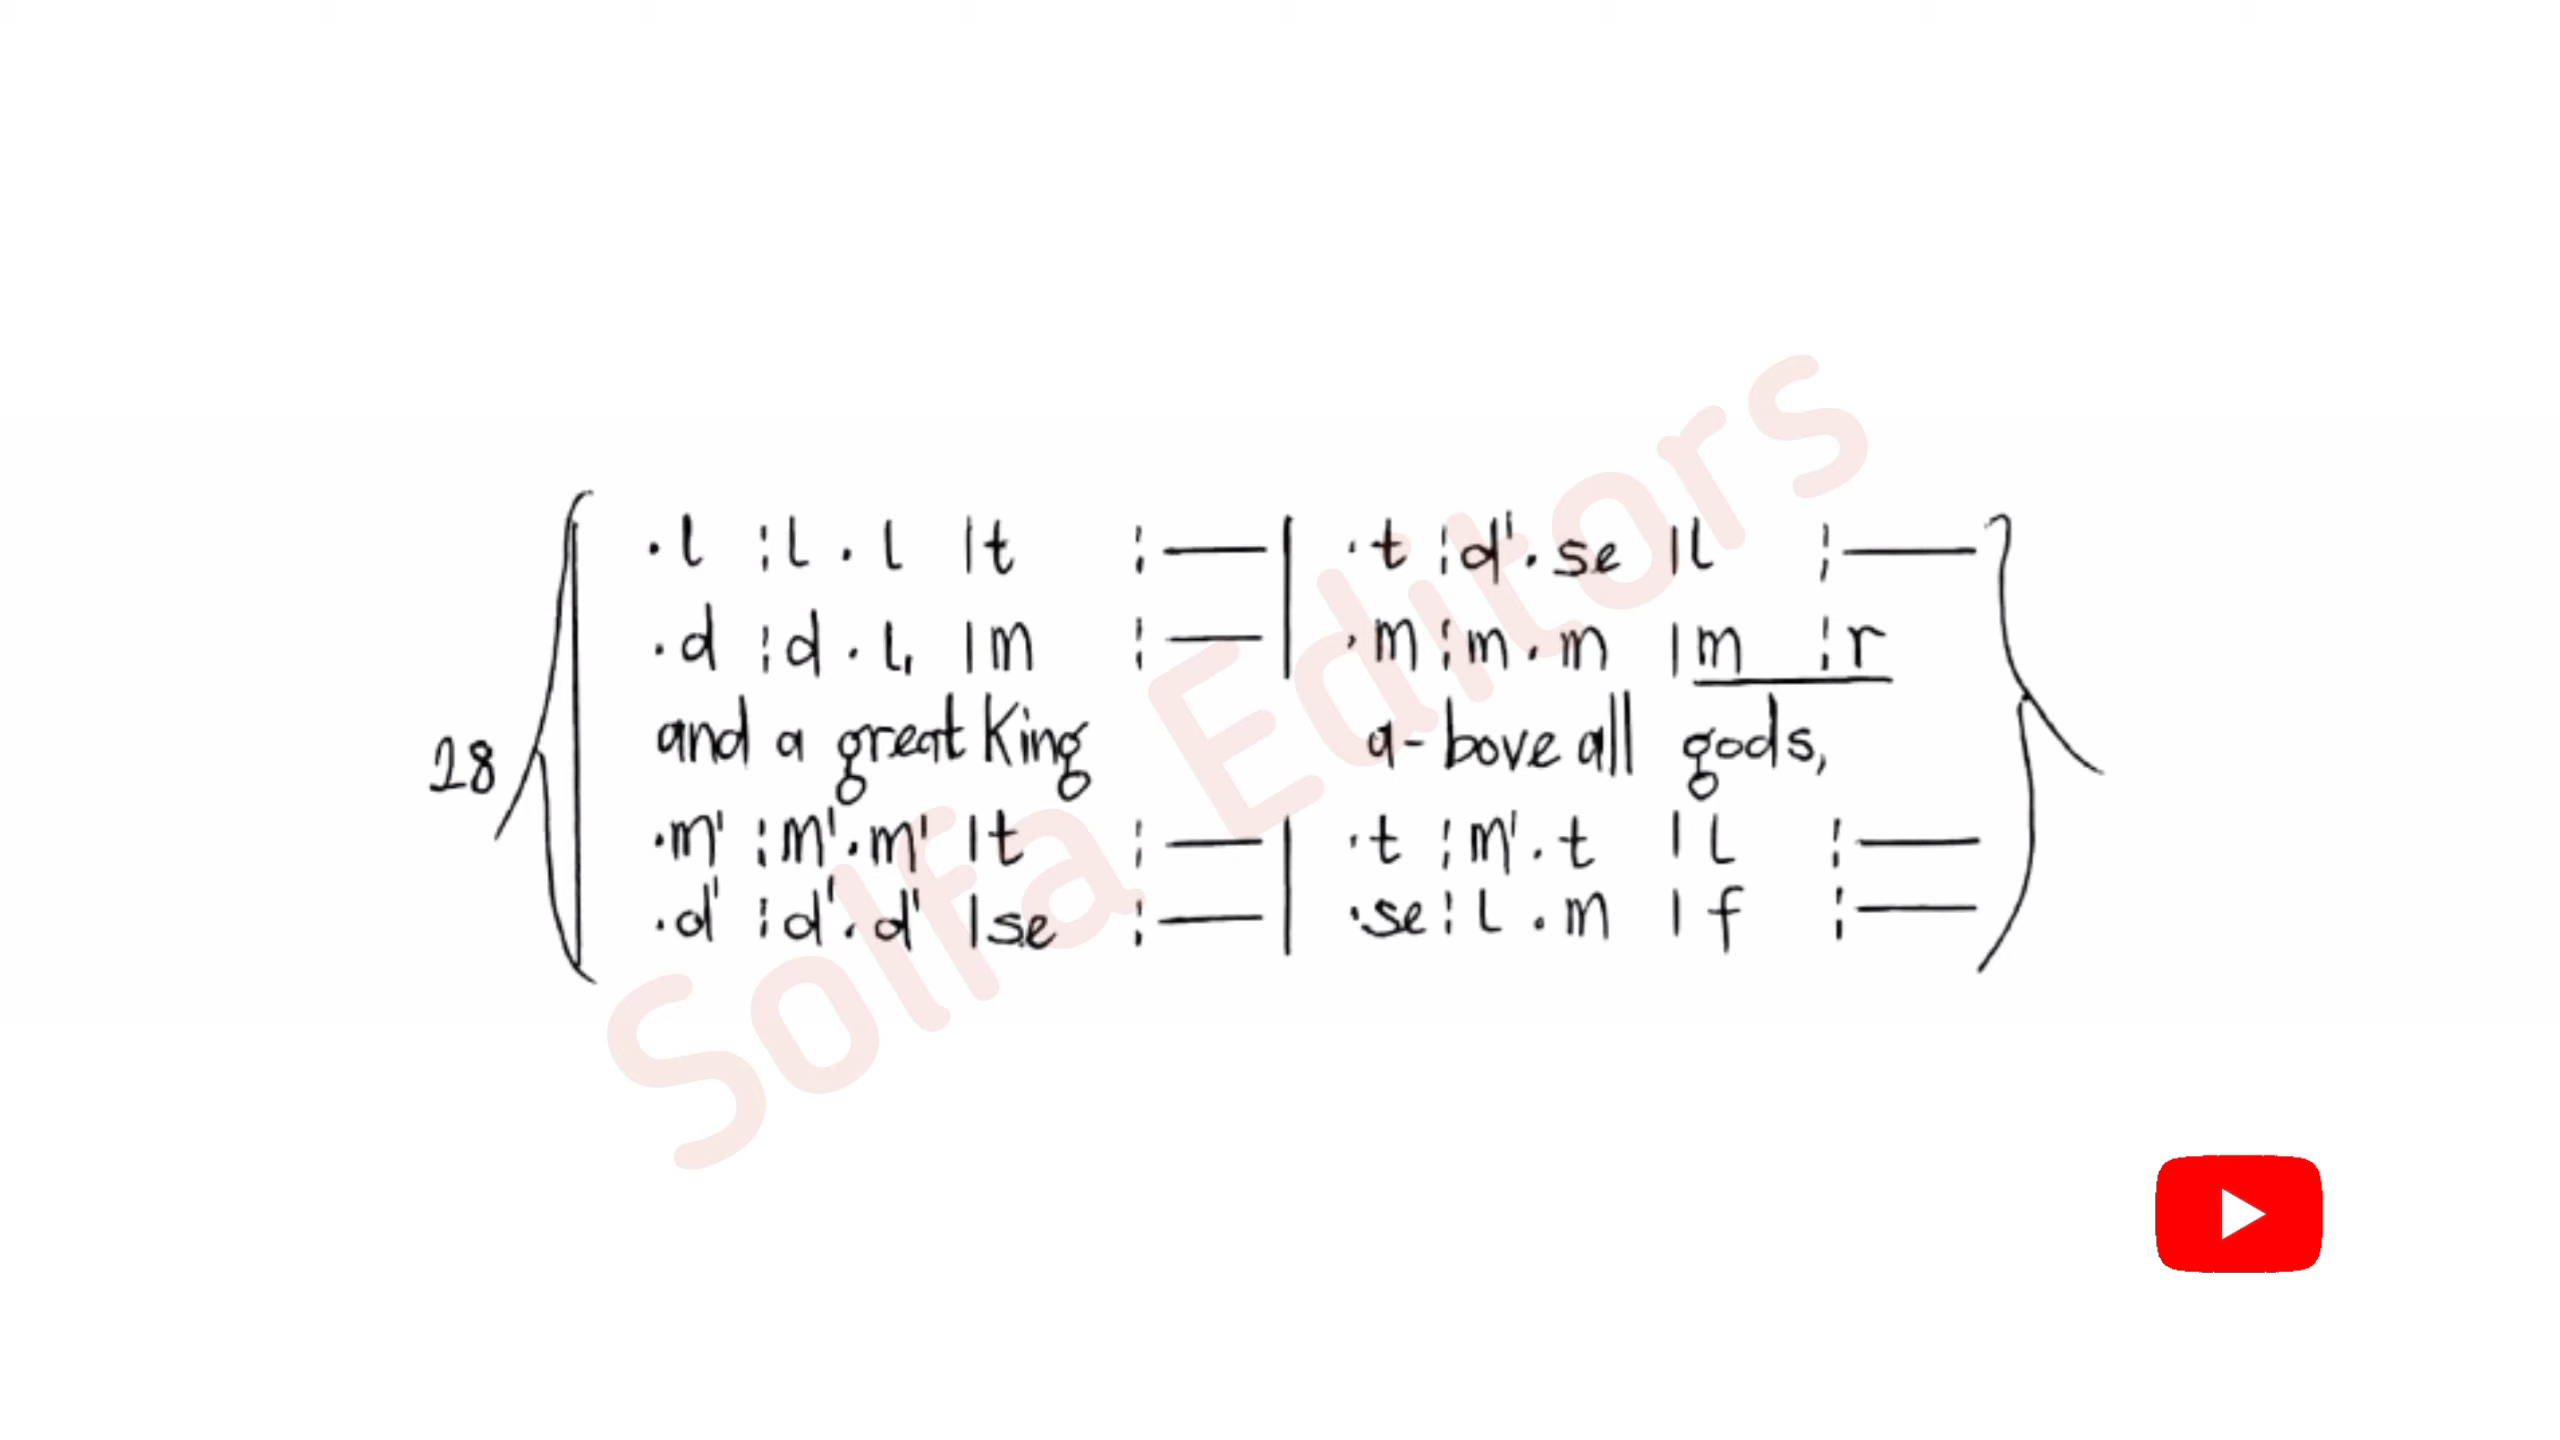 .l :l .l |t :— | .t :d'.se |l :—
.d :d .l, |m :— | .m :m .m |m :r
28 and a great King a-bove all gods,
.m' :m'.m' |t :— | .t :m'.t |l :—
.d' :d'.d' |se :— | .se :l .m |f :—
Solfa Editors